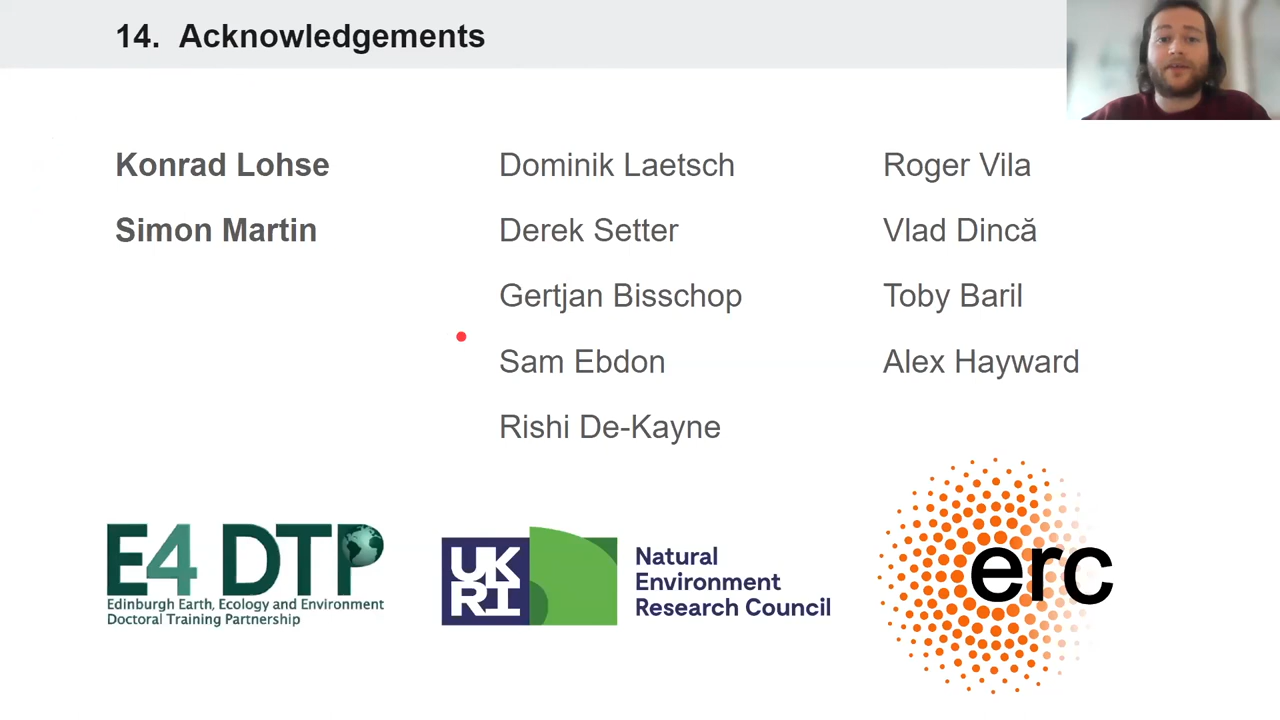 14. Acknowledgements
Konrad Lohse
Simon Martin
Dominik Laetsch
Derek Setter
Gertjan Bisschop
Sam Ebdon
Rishi De-Kayne
Roger Vila
Vlad Dincă
Toby Baril
Alex Hayward
E4 DTP
Edinburgh Earth, Ecology and Environment
Doctoral Training Partnership
UK
RI
Natural
Environment
Research Council
erc